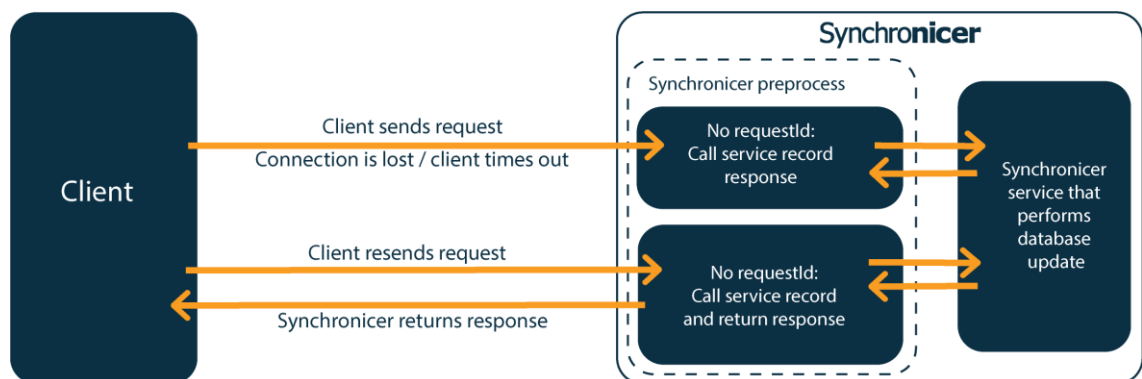 Synchronicer
Synchronicer preprocess
Client
Client sends request
Connection is lost / client times out
No requestId:
Call service record
response
Synchronicer
service that
performs
database
update
Client resends request
Synchronicer returns response
No requestId:
Call service record
and return response